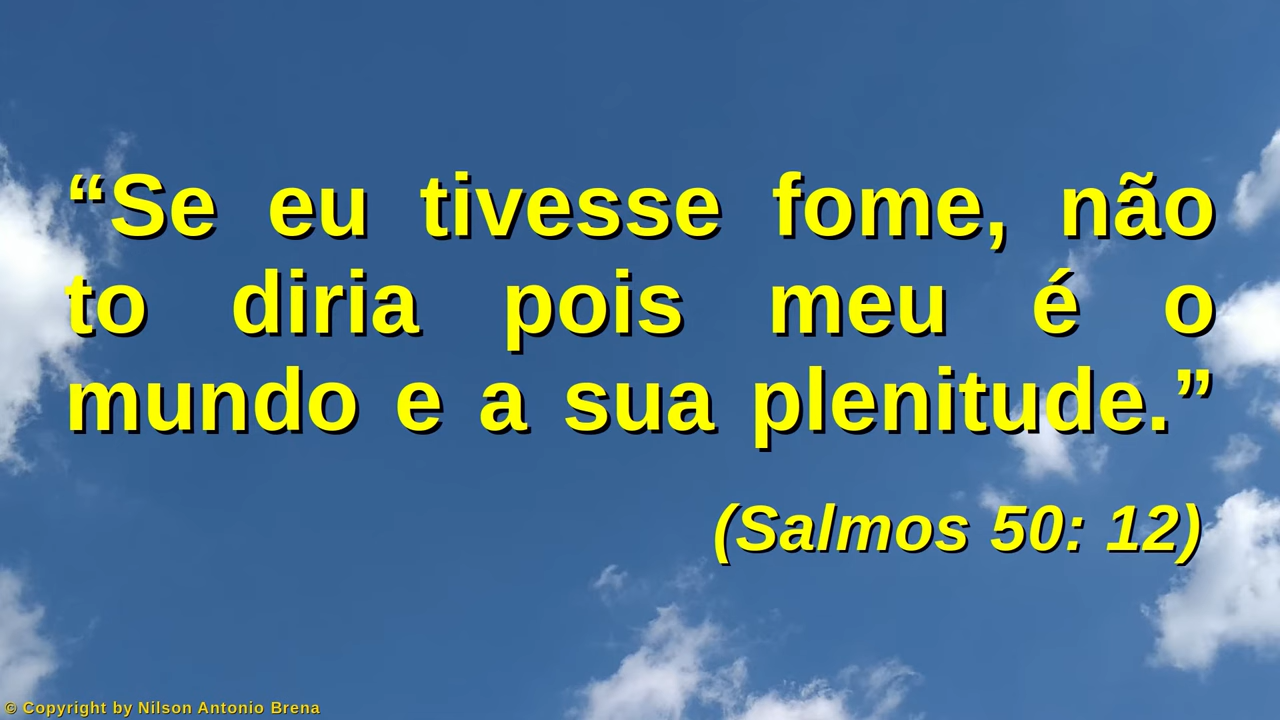 “Se eu tivesse fome, não
to diria pois meu é o
mundo e a sua plenitude.”
(Salmos 50: 12)
© Copyright by Nilson Antonio Brena